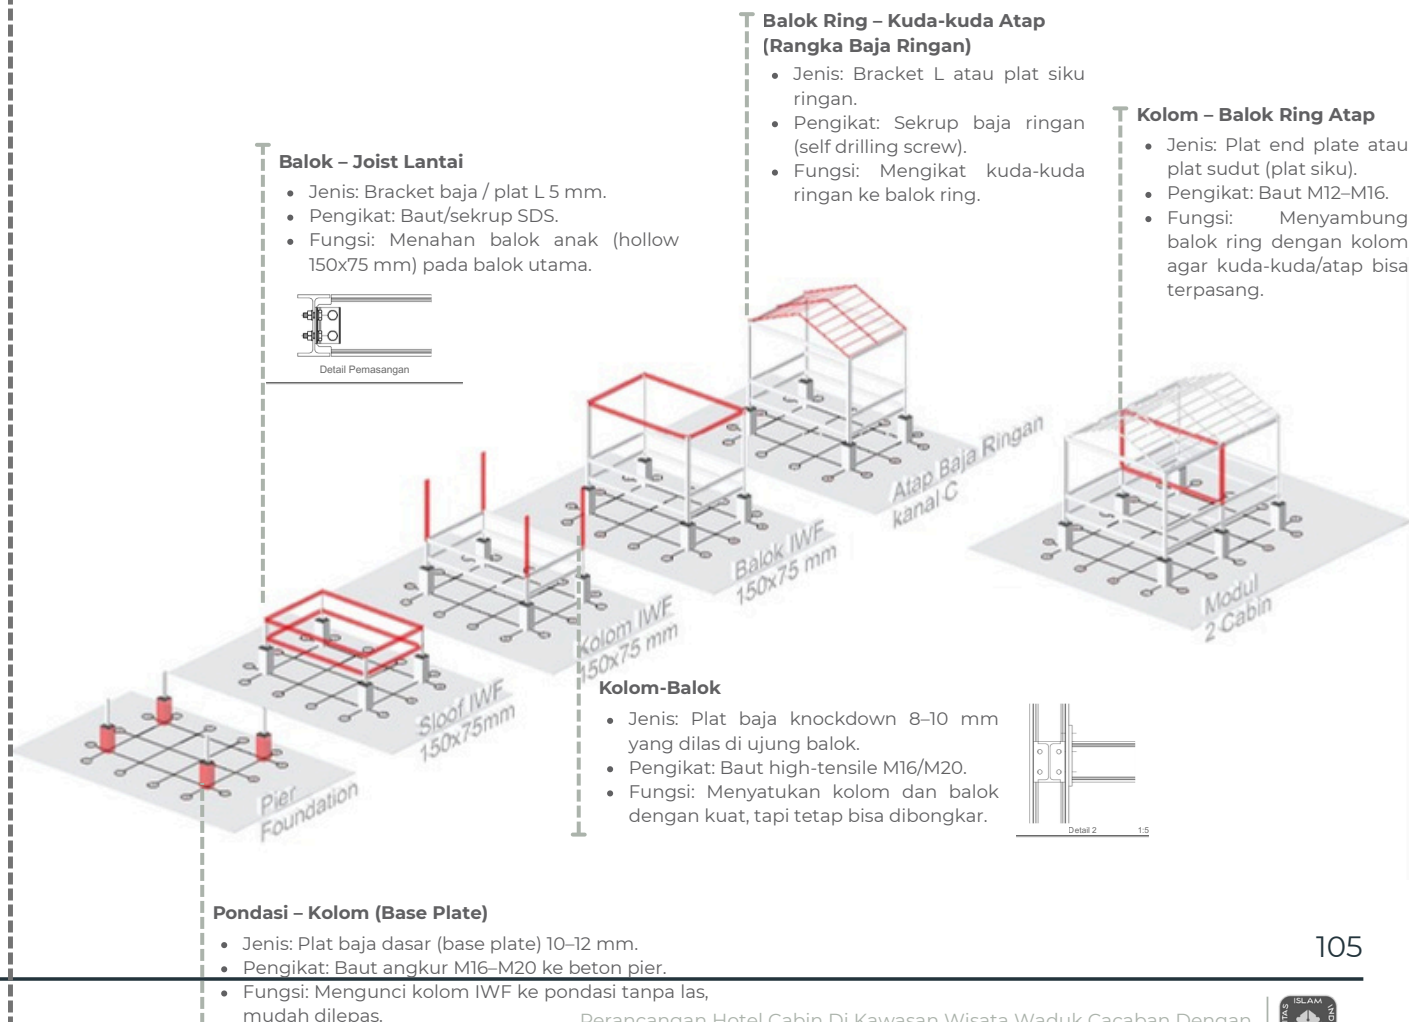 Balok Ring – Kuda-kuda Atap
(Rangka Baja Ringan)
• Jenis: Bracket L atau plat siku
ringan.
• Pengikat: Sekrup baja ringan
(self drilling screw).
• Fungsi: Mengikat kuda-kuda
ringan ke balok ring.
Kolom – Balok Ring Atap
• Jenis: Plat end plate atau
plat sudut (plat siku).
• Pengikat: Baut M12–M16.
• Fungsi: Menyambung
balok ring dengan kolom
agar kuda-kuda/atap bisa
terpasang.
Balok – Joist Lantai
• Jenis: Bracket baja / plat L 5 mm.
• Pengikat: Baut/sekrup SDS.
• Fungsi: Menahan balok anak (hollow
150x75 mm) pada balok utama.
Detail Pemasangan
Atap Baja Ringan
kanal C
Balok IWF
150x75 mm
Kolom IWF
150x75 mm
Sloof IWF
150x75mm
Pier
Foundation
Modul
2 Cabin
Kolom-Balok
• Jenis: Plat baja knockdown 8–10 mm
yang dilas di ujung balok.
• Pengikat: Baut high-tensile M16/M20.
• Fungsi: Menyatukan kolom dan balok
dengan kuat, tapi tetap bisa dibongkar.
Detail 2 1:5
Pondasi – Kolom (Base Plate)
• Jenis: Plat baja dasar (base plate) 10–12 mm.
• Pengikat: Baut angkur M16–M20 ke beton pier.
• Fungsi: Mengunci kolom IWF ke pondasi tanpa las,
mudah dilepas.
105
Perancangan Hotel Cabin Di Kawasan Wisata Waduk Cacaban Dengan
ISLAM